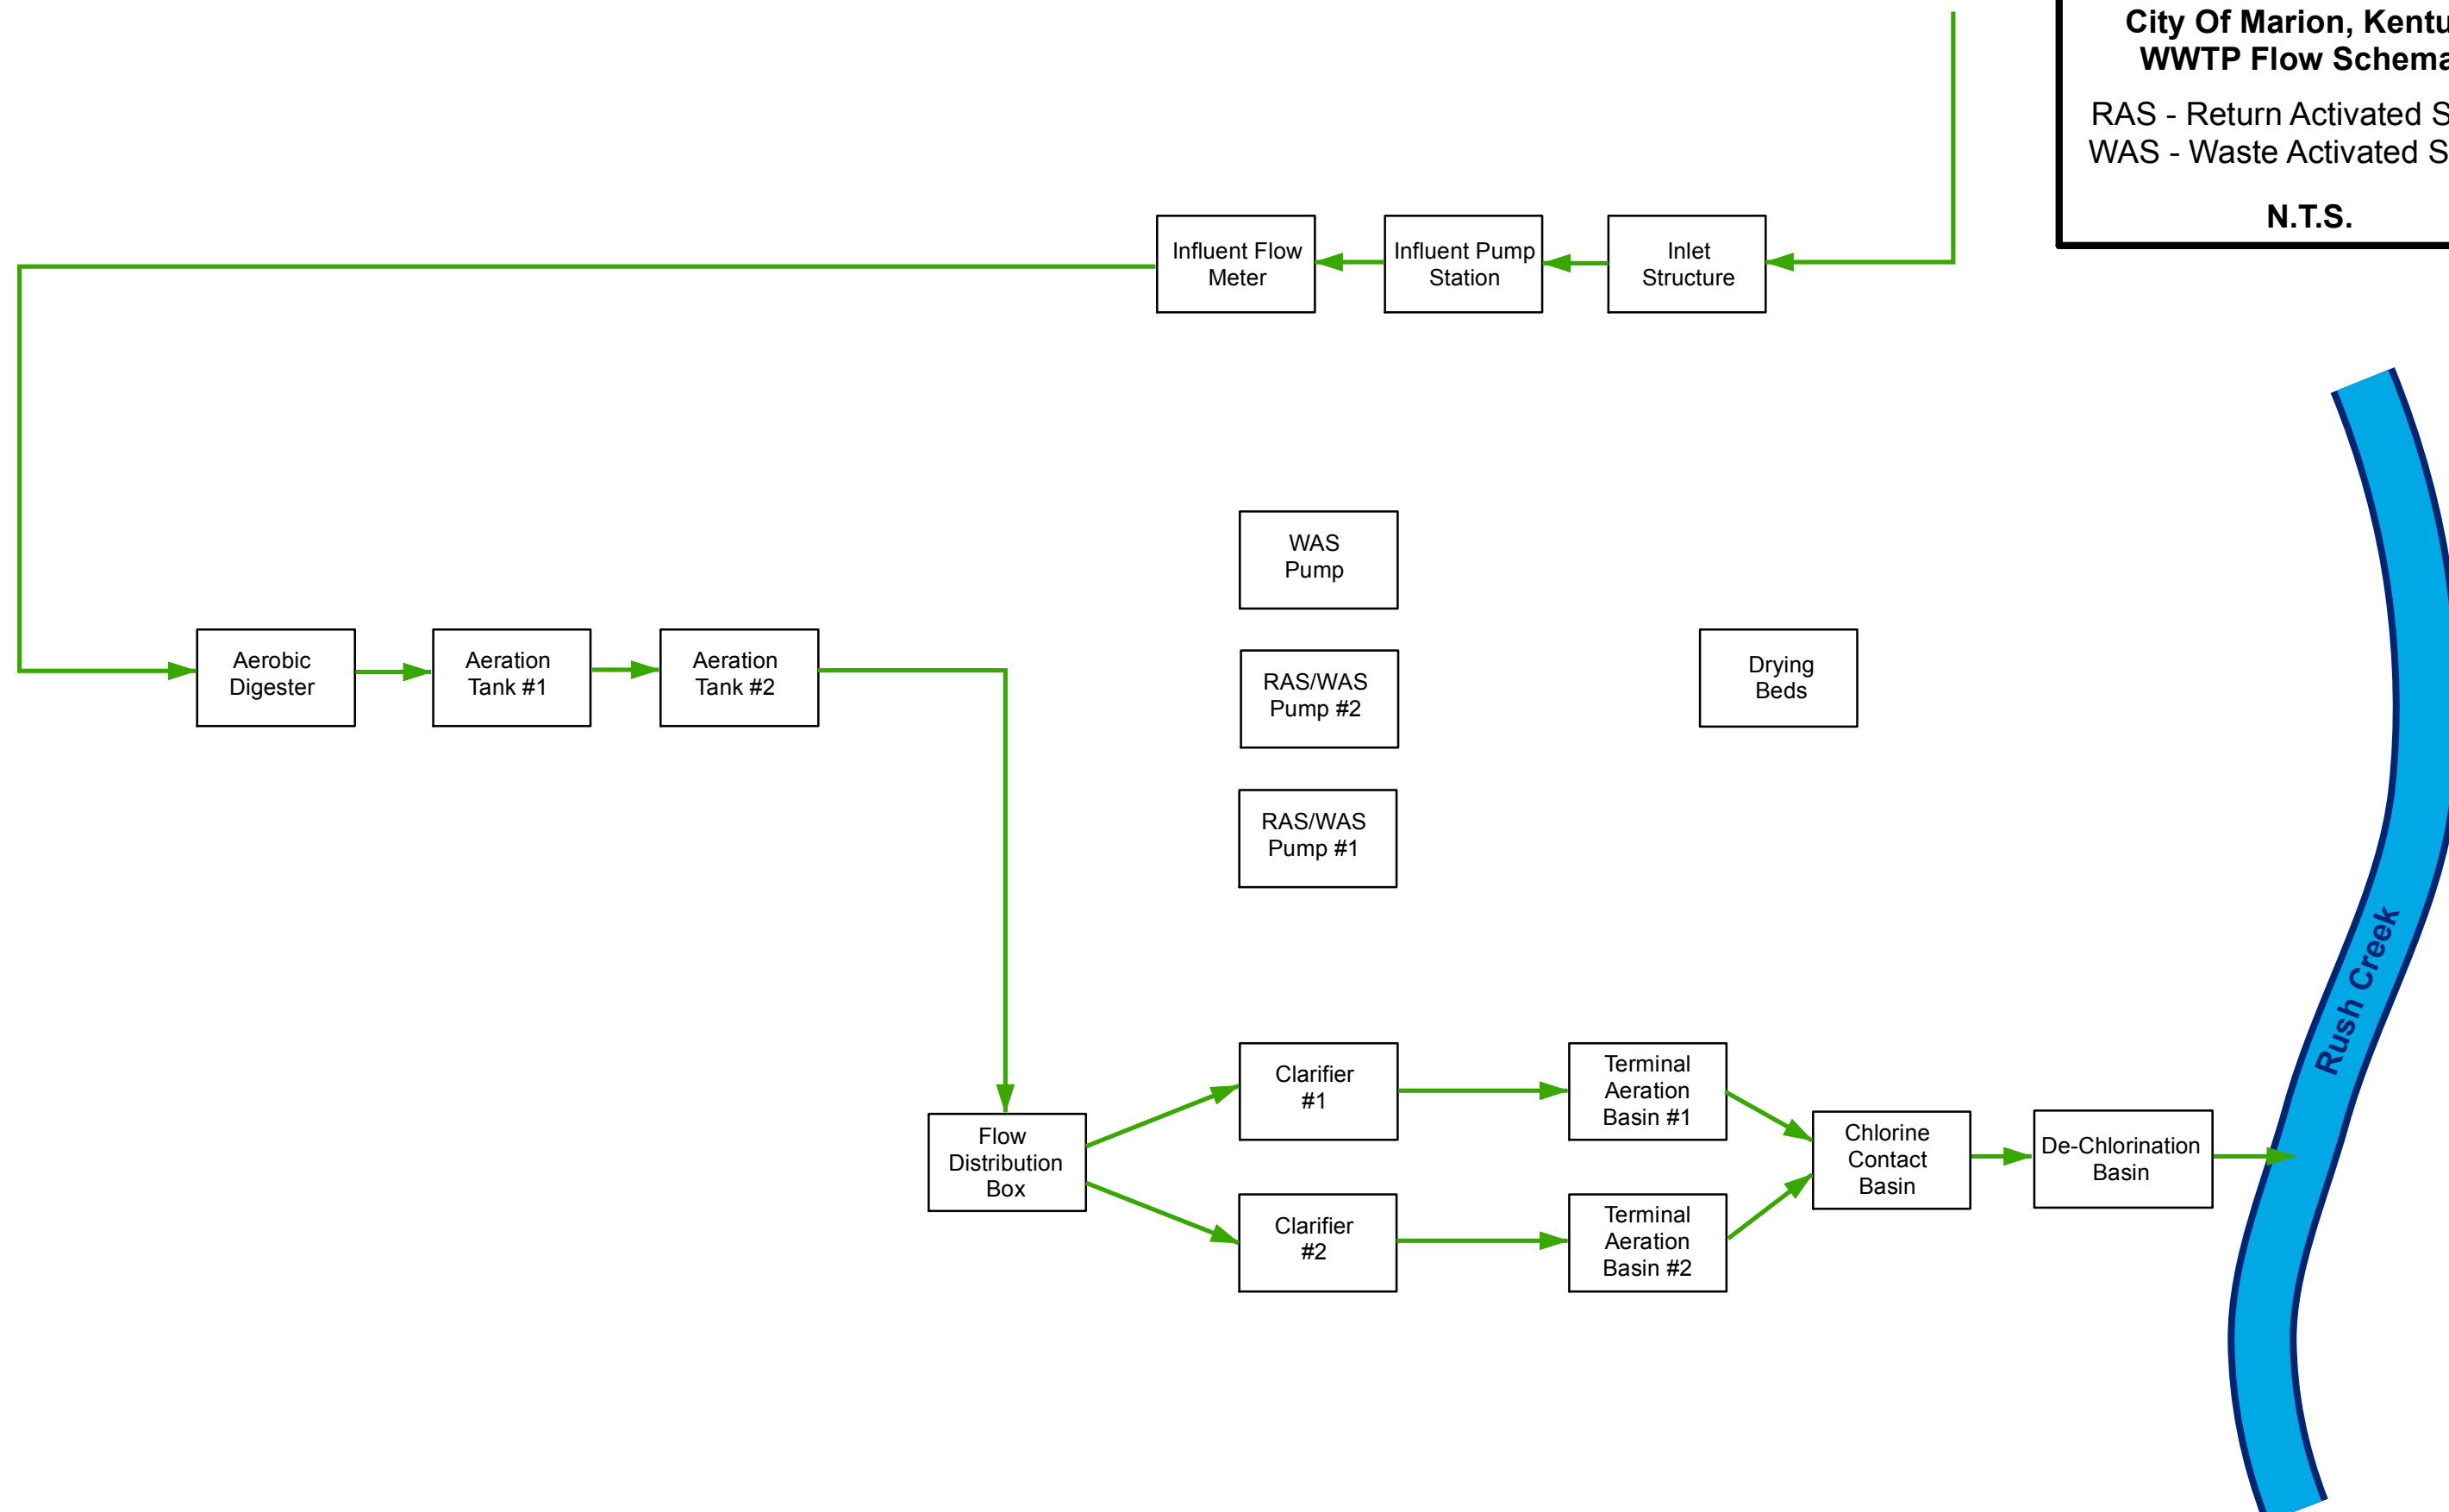 City Of Marion, Kentu
WWTP Flow Schema
RAS - Return Activated S
WAS - Waste Activated S
N.T.S.
Influent Flow
Meter
Influent Pump
Station
Inlet
Structure
WAS
Pump
Aerobic
Digester
Aeration
Tank #1
Aeration
Tank #2
RAS/WAS
Pump #2
Drying
Beds
RAS/WAS
Pump #1
Rush Creek
Flow
Distribution
Box
Clarifier
#1
Terminal
Aeration
Basin #1
Chlorine
Contact
Basin
De-Chlorination
Basin
Clarifier
#2
Terminal
Aeration
Basin #2